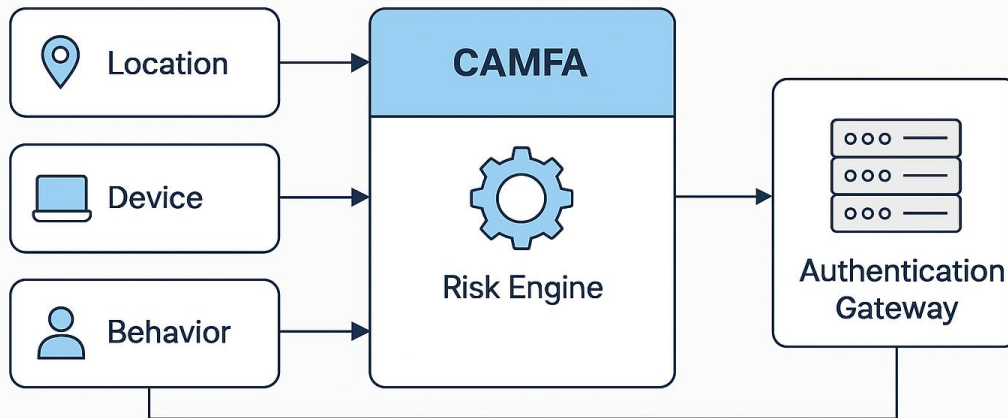 Location
Device
Behavior
CAMFA
Risk Engine
Authentication
Gateway